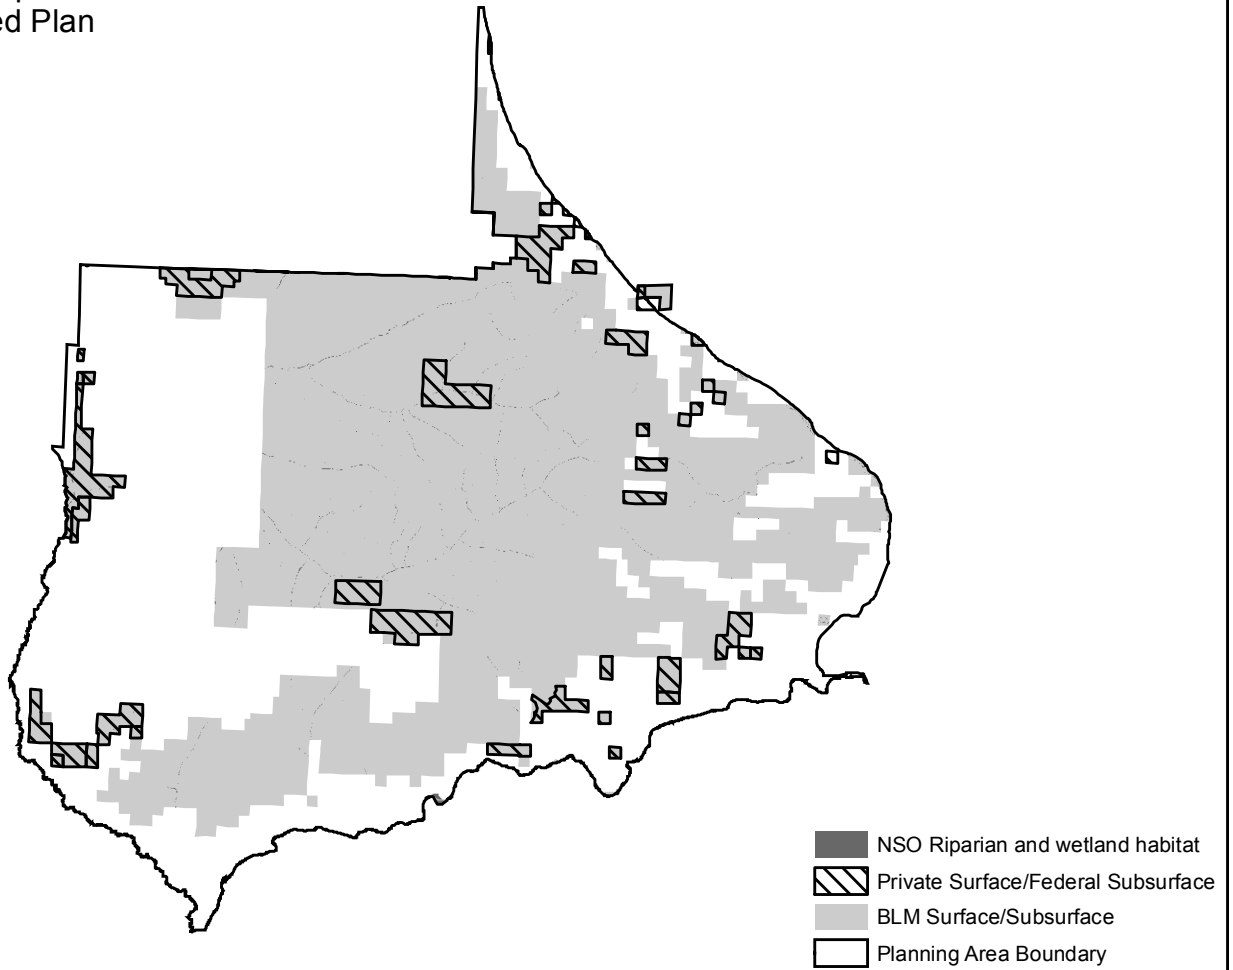 ed Plan
NSO Riparian and wetland habitat
Private Surface/Federal Subsurface
BLM Surface/Subsurface
Planning Area Boundary